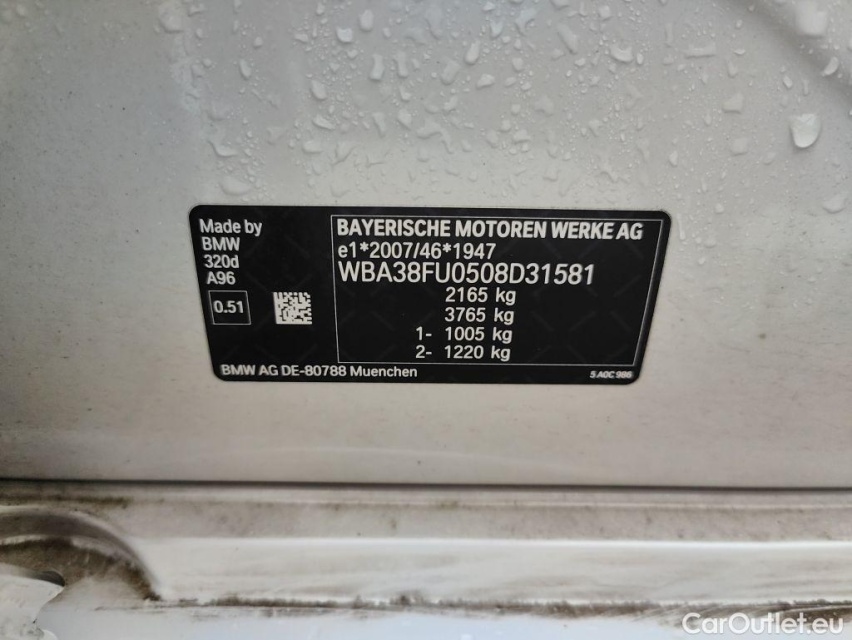 Made by
BMW
320d
A96
0.51
BAYERISCHE MOTOREN WERKE AG
e1*2007/46*1947
WBA38FU0508D31581
2165 kg
3765 kg
1- 1005 kg
2- 1220 kg
BMW AG DE-80788 Muenchen
5 A0C 986
CarOutlet.eu